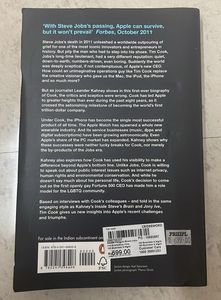 'With Steve Jobs's passing, Apple can survive,
but it won't prevail' Forbes, October 2011
Steve Jobs's death in 2011 unleashed a worldwide outpouring of
grief for one of the most iconic innovators and entrepreneurs in
history. But pity the man who had to step into his shoes. Tim Cook,
Jobs's long-time lieutenant, had a very different reputation: quiet,
down-to-earth, numbers-driven, even boring. Suddenly the world
was deeply sceptical, if not contemptuous, of Apple's new CEO.
How could an unimaginative operations guy like Tim Cook replace
the creative visionary who gave us the Mac, the iPod, the iPhone
and so much more?
But as journalist Leander Kahney shows in this first-ever biography
of Cook, the critics and sceptics were wrong. Cook has led Apple
to greater heights than ever during the past eight years, as it
crossed the astonishing milestone of becoming the world's first
trillion-dollar company.
Under Cook, the iPhone has become the single most successful
product of all time. The Apple Watch has spawned a whole new
wearable industry. And its service businesses (music, apps and
digital subscriptions) have been growing extraordinarily. Even
Apple's share of the PC market has expanded. Kahney shows how
these successes were neither lucky breaks for Cook, nor merely
the by-products of the Jobs era.
Kahney also explores how Cook has used his visibility to make a
difference beyond Apple's bottom line. Unlike Jobs, Cook is willing
to speak out about public interest issues such as internet privacy,
human rights and environmental conservation. And while he
doesn't say much about his personal life, Cook's decision to come
out as the first openly gay Fortune 500 CEO has made him a role
model for the LGBTQ community.
Based on interviews with Cook's colleagues – and told in the same
engaging style as Kahney's Inside Steve's Brain and Jony Ive,
Tim Cook gives us new insights into Apple's recent challenges
and triumphs.
For sale in the Indian subcontinent
CROSSWORD
699.00